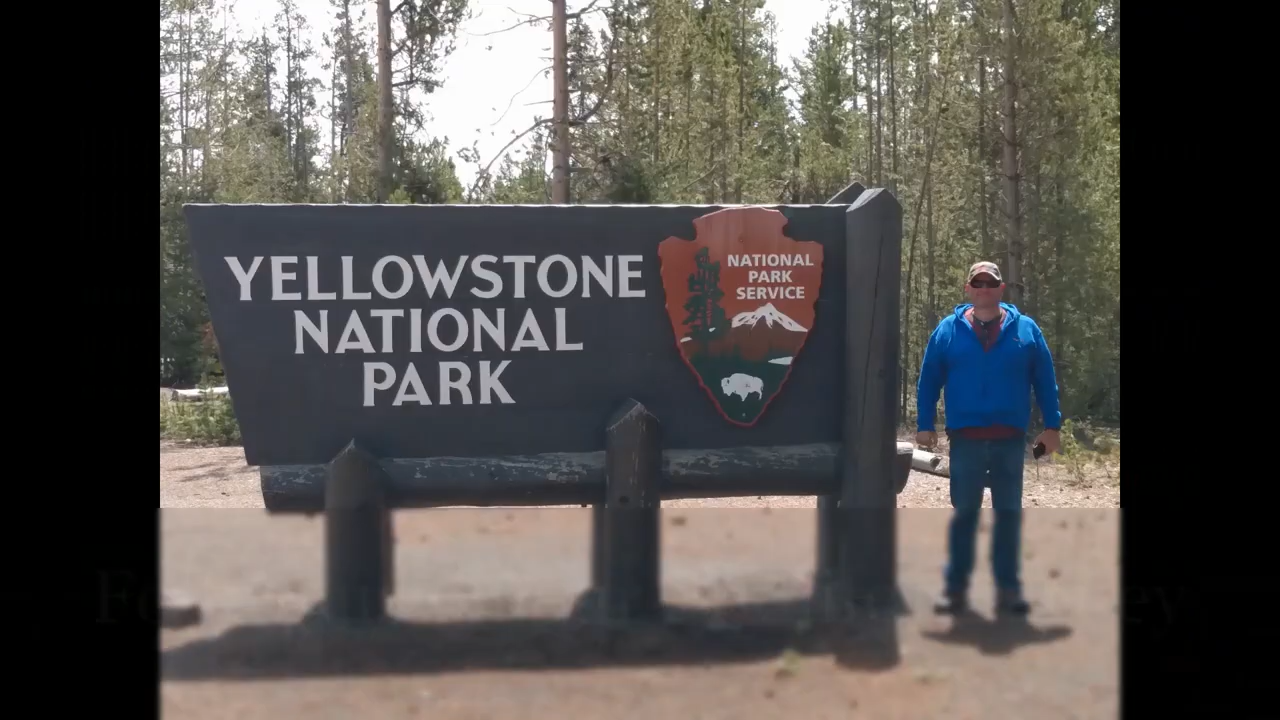 YELLOWSTONE
NATIONAL
PARK
NATIONAL
PARK
SERVICE